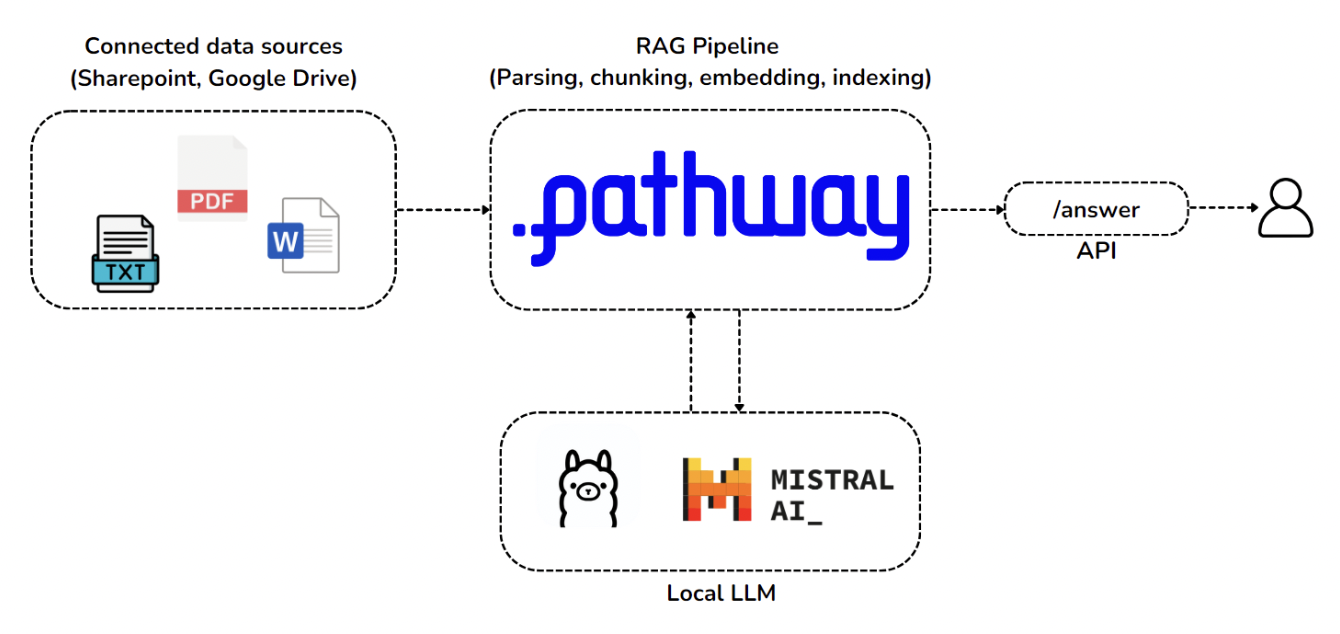 Connected data sources
(Sharepoint, Google Drive)
RAG Pipeline
(Parsing, chunking, embedding, indexing)
PDF
W
TXT
.pathway
/answer
API
MISTRAL
AI_
Local LLM